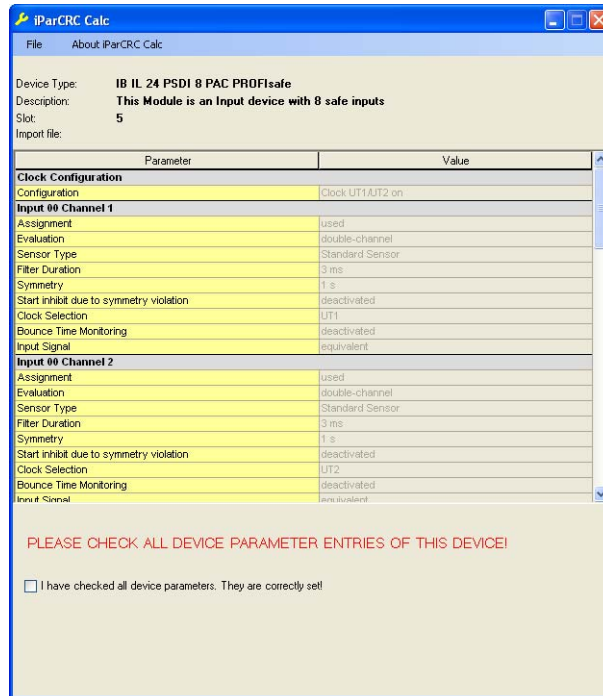 iParCRC Calc
File About iParCRC Calc
Device Type: IB IL 24 PSDI 8 PAC PROFIsafe
Description: This Module is an Input device with 8 safe inputs
Slot: 5
Import file:
Parameter Value
Clock Configuration
Configuration Clock UT1/UT2 on
Input 00 Channel 1
Assignment used
Evaluation double-channel
Sensor Type Standard Sensor
Filter Duration 3 ms
Symmetry 1 s
Start inhibit due to symmetry violation deactivated
Clock Selection UT1
Bounce Time Monitoring deactivated
Input Signal equivalent
Input 00 Channel 2
Assignment used
Evaluation double-channel
Sensor Type Standard Sensor
Filter Duration 3 ms
Symmetry 1 s
Start inhibit due to symmetry violation deactivated
Clock Selection UT2
Bounce Time Monitoring deactivated
Input Signal equivalent
PLEASE CHECK ALL DEVICE PARAMETER ENTRIES OF THIS DEVICE!
I have checked all device parameters. They are correctly set!